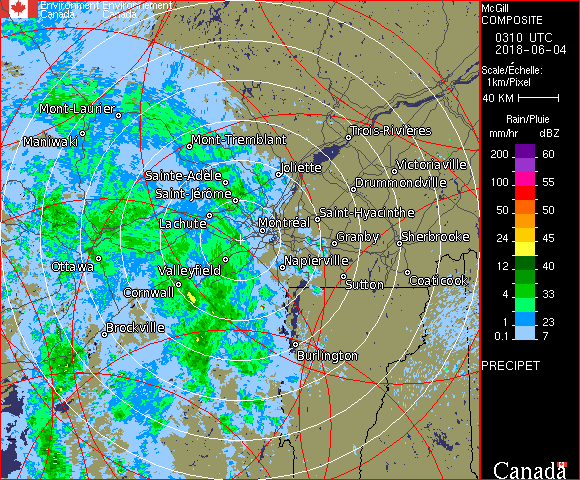 Environment Environnement
Canada Canada
McGill
COMPOSITE
0310 UTC
2018-06-04
Scale/Échelle:
1km/Pixel
40 KM
Rain/Pluie
mm/hr dBZ
200 60
100 55
50 50
24 45
12 40
4 33
1 23
0.1 7
PRECIPET
Canada
Mont-Laurier
Maniwaki
Mont-Tremblant
Trois-Rivières
Joliette
Victoriaville
Sainte-Adèle
Drummondville
Saint-Jérôme
Saint-Hyacinthe
Lachute
Montréal
Granby
Sherbrooke
Ottawa
Valleyfield
Napierville
Cornwall
Sutton
Coaticook
Brockville
Burlington